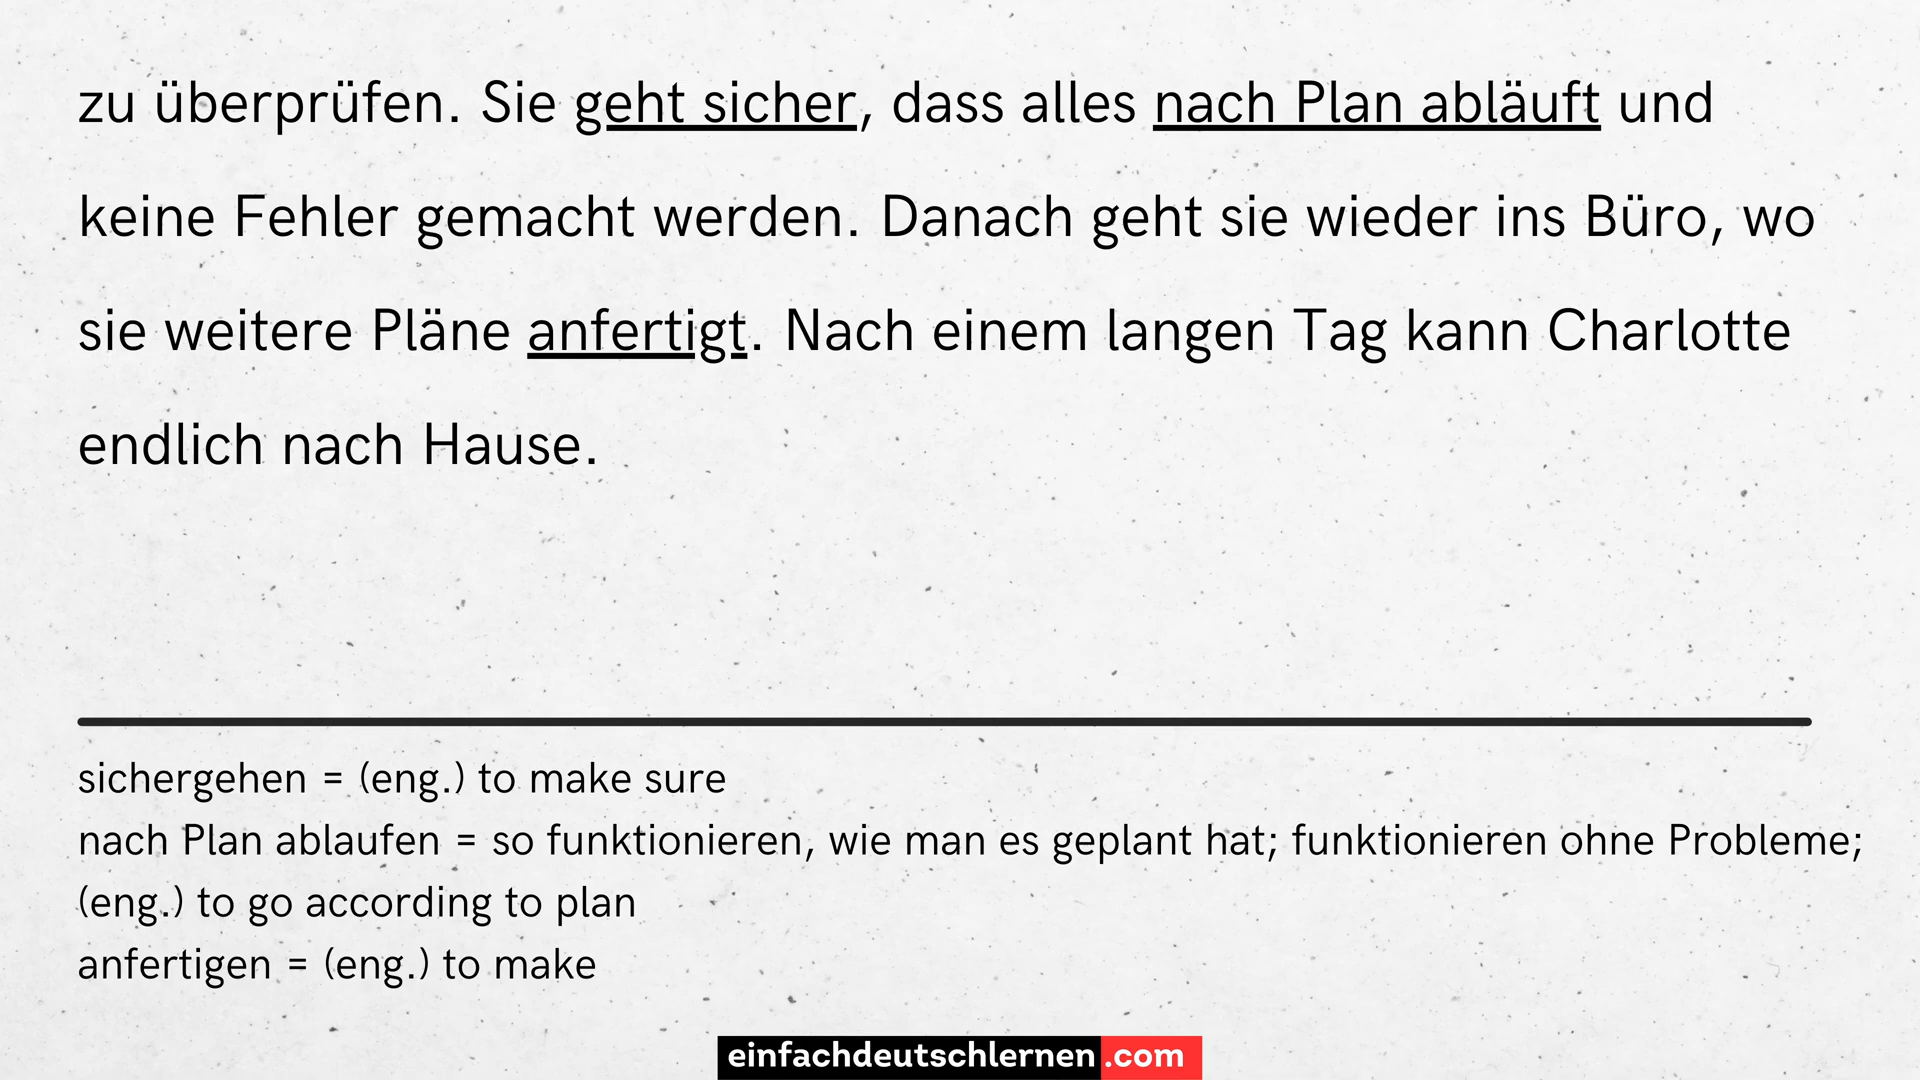 zu überprüfen. Sie geht sicher, dass alles nach Plan abläuft und
keine Fehler gemacht werden. Danach geht sie wieder ins Büro, wo
sie weitere Pläne anfertigt. Nach einem langen Tag kann Charlotte
endlich nach Hause.
sichergehen = (eng.) to make sure
nach Plan ablaufen = so funktionieren, wie man es geplant hat; funktionieren ohne Probleme;
(eng.) to go according to plan
anfertigen = (eng.) to make
einfachdeutschlernen.com